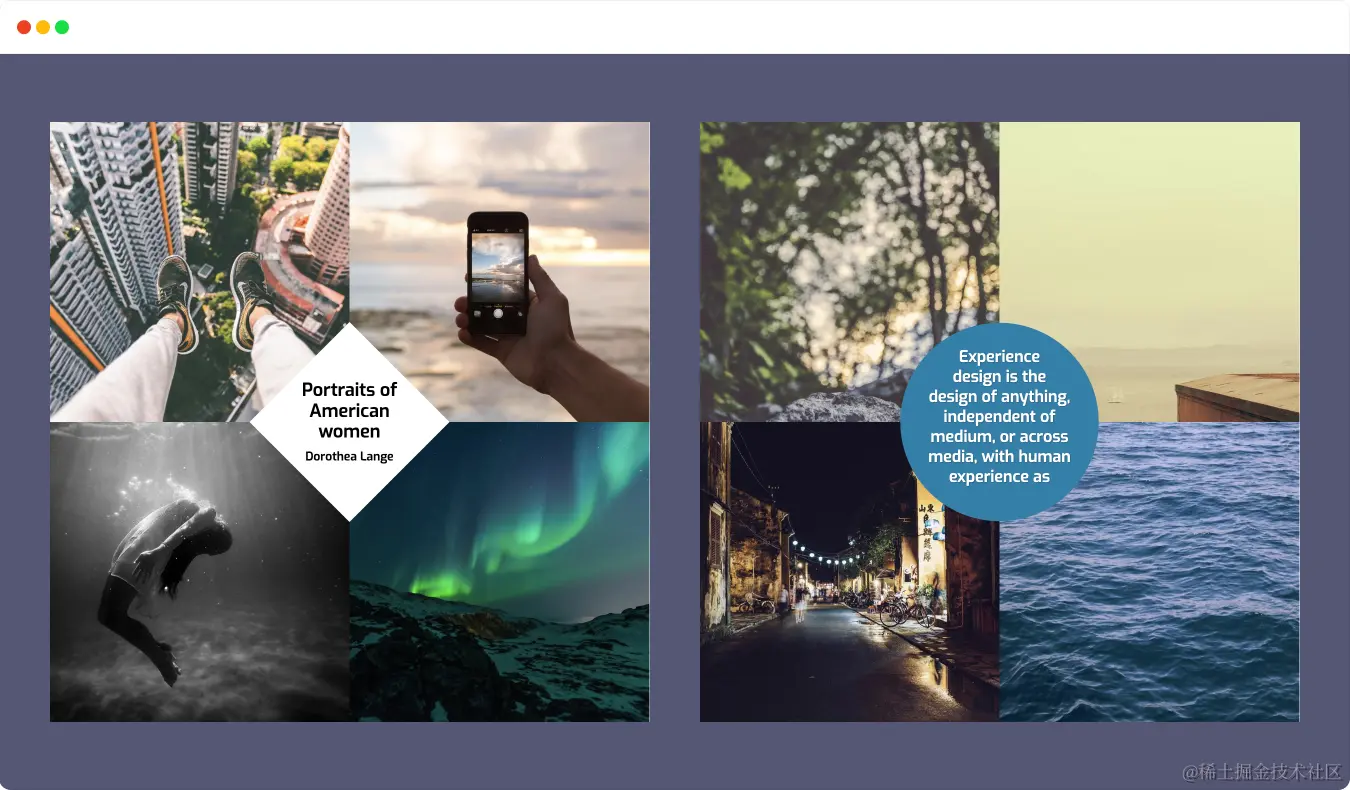 Portraits of
American
women
Dorothea Lange
Experience
design is the
design of anything,
independent of
medium, or across
media, with human
experience as
@稀土掘金技术社区